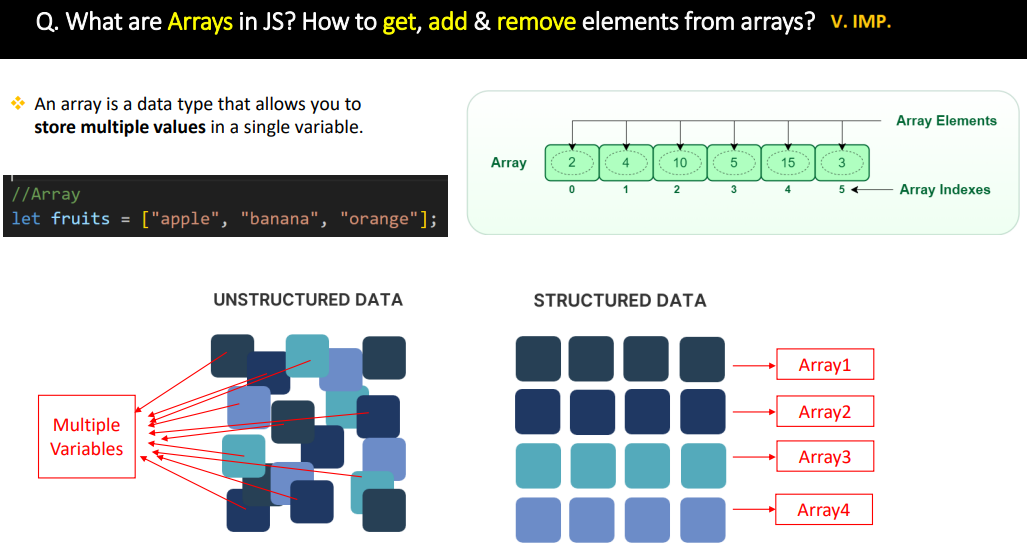 Q. What are Arrays in JS? How to get, add & remove elements from arrays? V. IMP.
❖ An array is a data type that allows you to
store multiple values in a single variable.
//Array
let fruits = ["apple", "banana", "orange"];
Array Elements
Array 2 4 10 5 15 3
0 1 2 3 4 5 Array Indexes
UNSTRUCTURED DATA
Multiple
Variables
STRUCTURED DATA
Array1
Array2
Array3
Array4